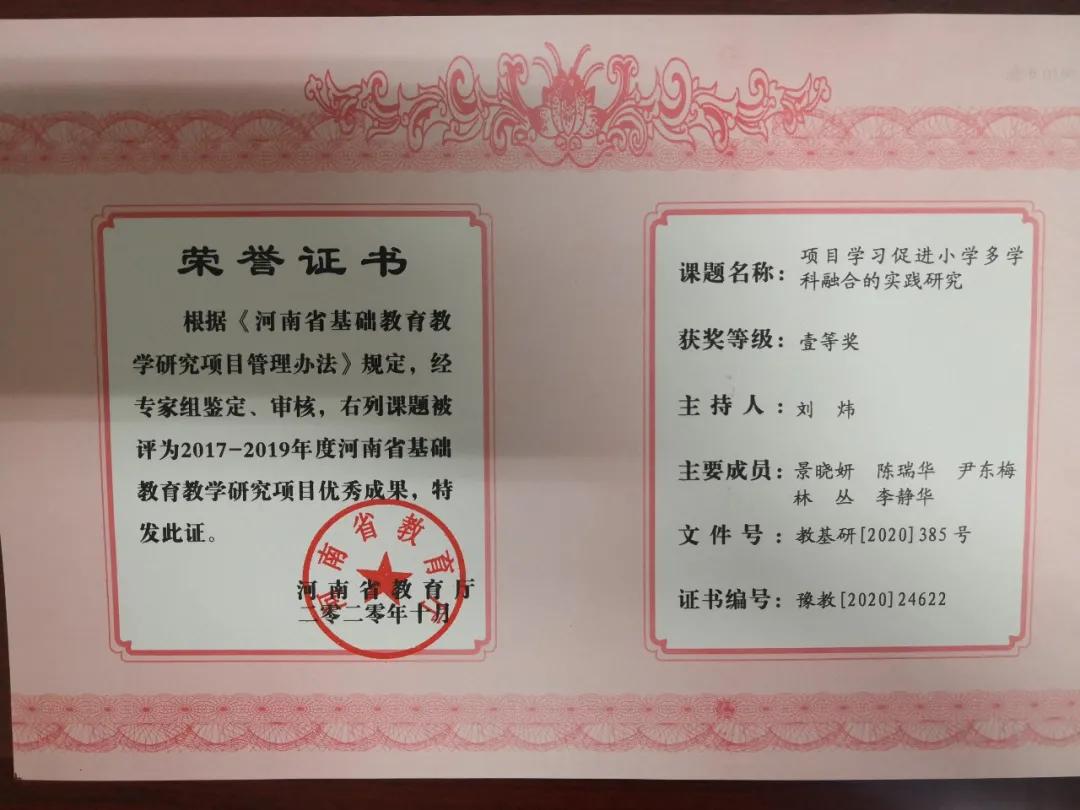 荣誉证书
根据《河南省基础教育教
学研究项目管理办法》规定，经
专家组鉴定、审核，右列课题被
评为2017-2019年度河南省基础
教育教学研究项目优秀成果，特
发此证。
河南省教育厅
二零二零年十月
河南省教育厅
课题名称：项目学习促进小学多学
科融合的实践研究
获奖等级：壹等奖
主持人：刘 炜
主要成员：景晓妍 陈瑞华 尹东梅
林 丛 李静华
文件号：教基研[2020]385号
证书编号：豫教[2020]24622